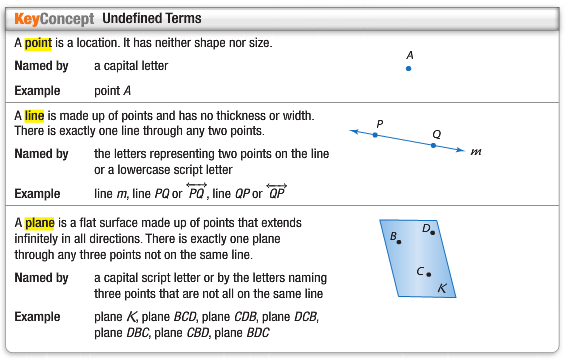 KeyConcept Undefined Terms
A point is a location. It has neither shape nor size.
Named by a capital letter
Example point A
A
A line is made up of points and has no thickness or width.
There is exactly one line through any two points.
Named by the letters representing two points on the line
or a lowercase script letter
Example line m, line PQ or PQ, line QP or QP
P
Q
m
A plane is a flat surface made up of points that extends
infinitely in all directions. There is exactly one plane
through any three points not on the same line.
Named by a capital script letter or by the letters naming
three points that are not all on the same line
Example plane K, plane BCD, plane CDB, plane DCB,
plane DBC, plane CBD, plane BDC
B
D
C
K